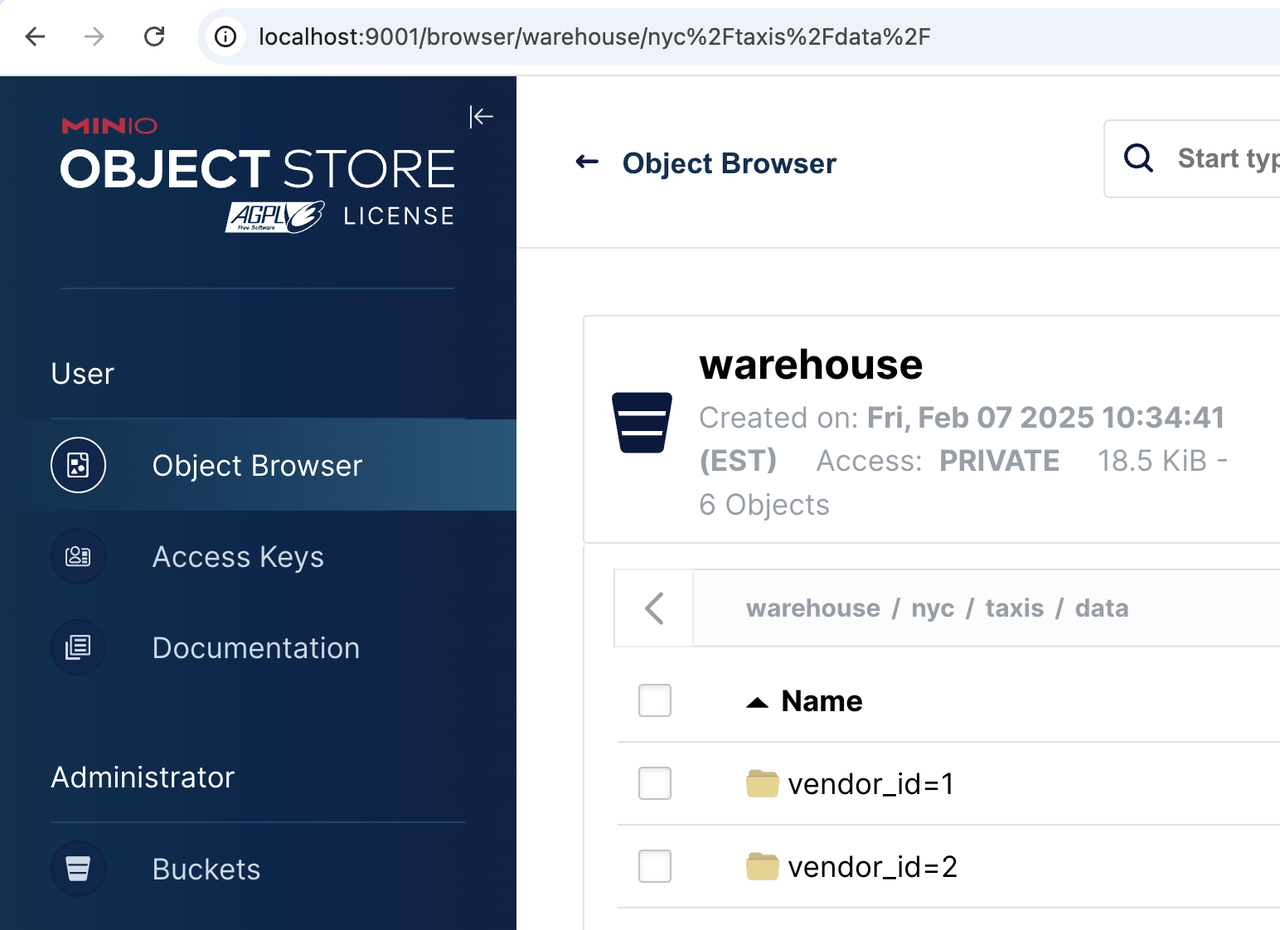 localhost:9001/browser/warehouse/nyc%2Ftaxis%2Fdata%2F
MINIO
OBJECT STORE
AGPL v3 LICENSE
Free Software
User
Object Browser
Access Keys
Documentation
Administrator
Buckets
Object Browser
Start typ
warehouse
Created on: Fri, Feb 07 2025 10:34:41
(EST) Access: PRIVATE 18.5 KiB -
6 Objects
warehouse / nyc / taxis / data
Name
vendor_id=1
vendor_id=2